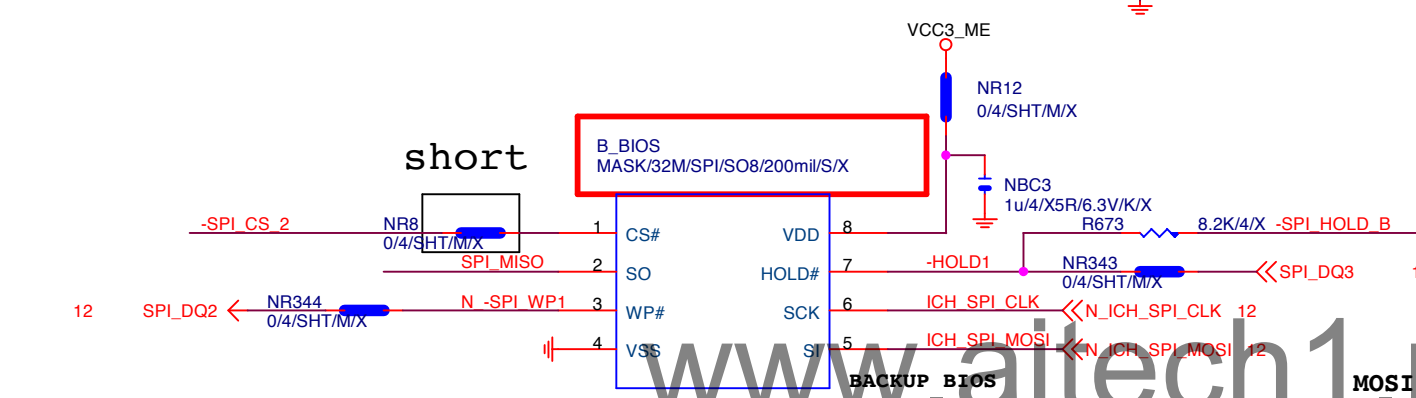 VCC3_ME
NR12
0/4/SHT/M/X
short
B_BIOS
MASK/32M/SPI/SO8/200mil/S/X
NBC3
1u/4/X5R/6.3V/K/X
-SPI_CS_2
NR8
0/4/SHT/M/X
1
CS#
VDD
8
R673
8.2K/4/X
-SPI_HOLD_B
SPI_MISO
2
SO
HOLD#
7
-HOLD1
NR343
0/4/SHT/M/X
SPI_DQ3
1
12
SPI_DQ2
NR344
0/4/SHT/M/X
N_-SPI_WP1
3
WP#
SCK
6
ICH_SPI_CLK
N_ICH_SPI_CLK
12
4
VSS
SI
5
ICH_SPI_MOSI
N_ICH_SPI_MOSI
12
www.aitech1.
BACKUP BIOS
MOSI